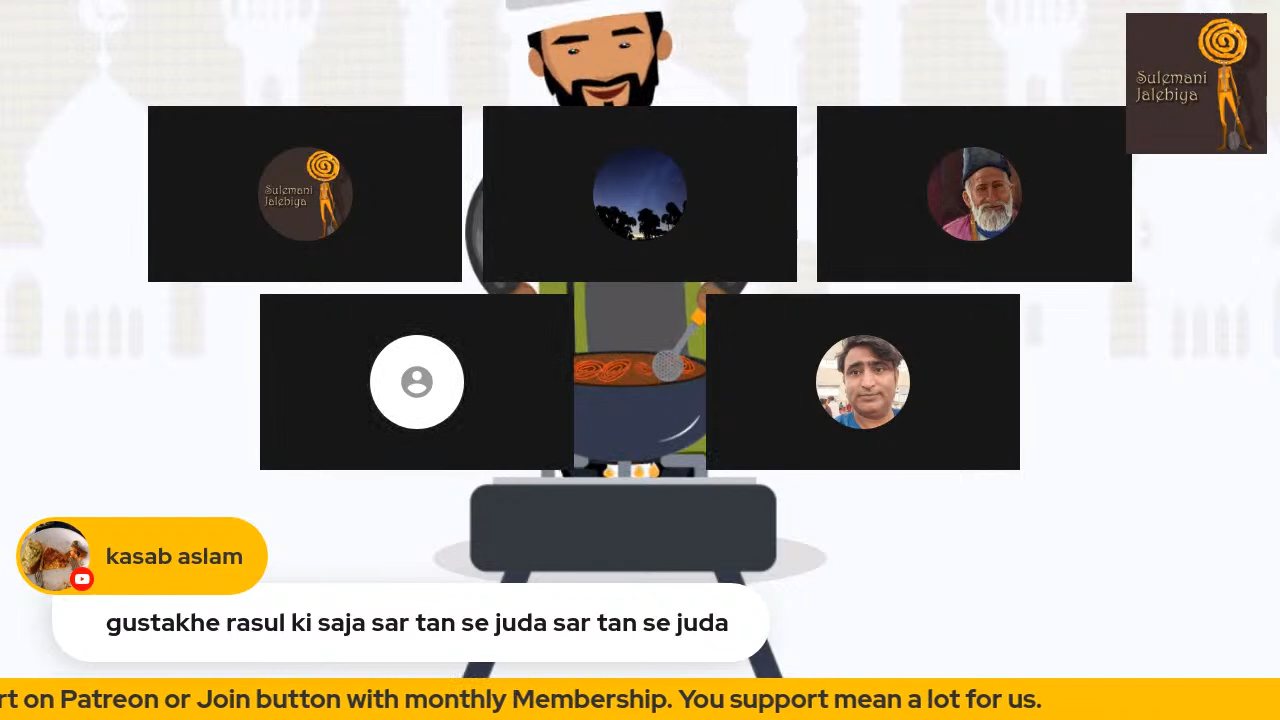 Sulemani
Jalebiya
Sulemani
Jalebiya
kasab aslam
gustakhe rasul ki saja sar tan se juda sar tan se juda
rt on Patreon or Join button with monthly Membership. You support mean a lot for us.